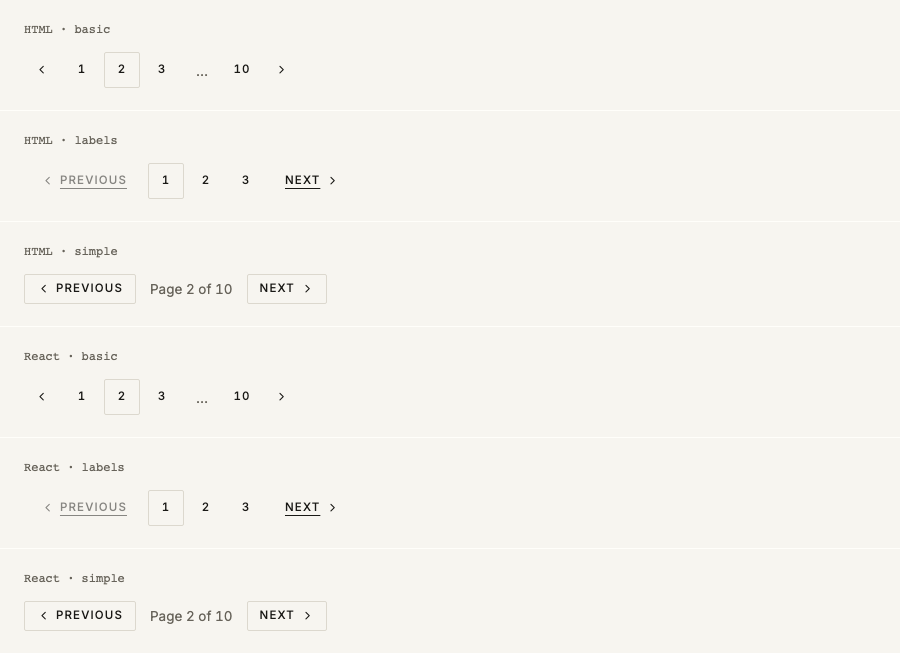 HTML · basic
‹ 1 2 3 … 10 ›
HTML · labels
‹ PREVIOUS 1 2 3 NEXT ›
HTML · simple
‹ PREVIOUS Page 2 of 10 NEXT ›
React · basic
‹ 1 2 3 … 10 ›
React · labels
‹ PREVIOUS 1 2 3 NEXT ›
React · simple
‹ PREVIOUS Page 2 of 10 NEXT ›